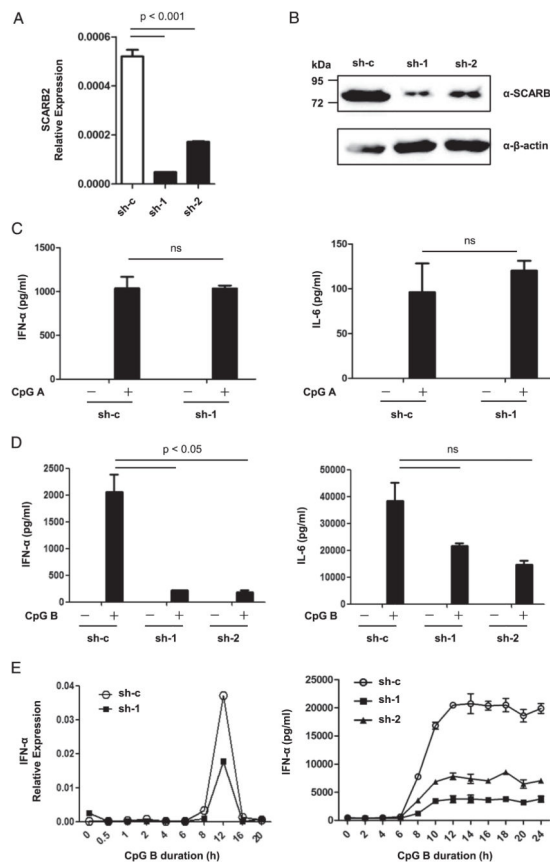 A
p < 0.001
SCARB2
Relative Expression
0.0006
0.0004
0.0002
0.0000
sh-c sh-1 sh-2
B
kDa sh-c sh-1 sh-2
95
72
α-SCARB
α-β-actin
C
ns
IFN-α (pg/ml)
1500
1000
500
0
CpG A − + − +
sh-c sh-1
ns
IL-6 (pg/ml)
150
100
50
0
CpG A − + − +
sh-c sh-1
D
p < 0.05
IFN-α (pg/ml)
2500
2000
1500
1000
500
0
CpG B − + − + − +
sh-c sh-1 sh-2
ns
IL-6 (pg/ml)
50000
40000
30000
20000
10000
0
CpG B − + − + − +
sh-c sh-1 sh-2
E
IFN-α
Relative Expression
0.04
0.03
0.02
0.01
0.00
sh-c
sh-1
0 0.5 1 2 4 6 8 12 16 20
CpG B duration (h)
IFN-α (pg/ml)
25000
20000
15000
10000
5000
0
sh-c
sh-1
sh-2
0 2 4 6 8 10 12 14 16 18 20 24
CpG B duration (h)